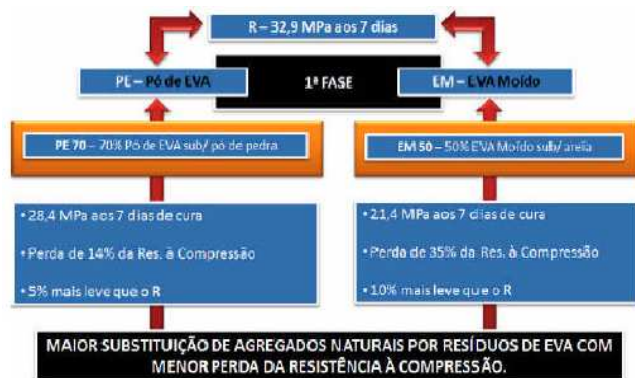 R – 32,9 MPa aos 7 dias
PE – Pó de EVA
1ª FASE
EM – EVA Moído
PE 70 – 70% Pó de EVA sub/ pó de pedra
EM 50 – 50% EVA Moído sub/ areia
• 28,4 MPa aos 7 dias de cura
• Perda de 14% da Res. à Compressão
• 5% mais leve que o R
• 21,4 MPa aos 7 dias de cura
• Perda de 35% da Res. à Compressão
• 10% mais leve que o R
MAIOR SUBSTITUIÇÃO DE AGREGADOS NATURAIS POR RESÍDUOS DE EVA COM
MENOR PERDA DA RESISTÊNCIA À COMPRESSÃO.